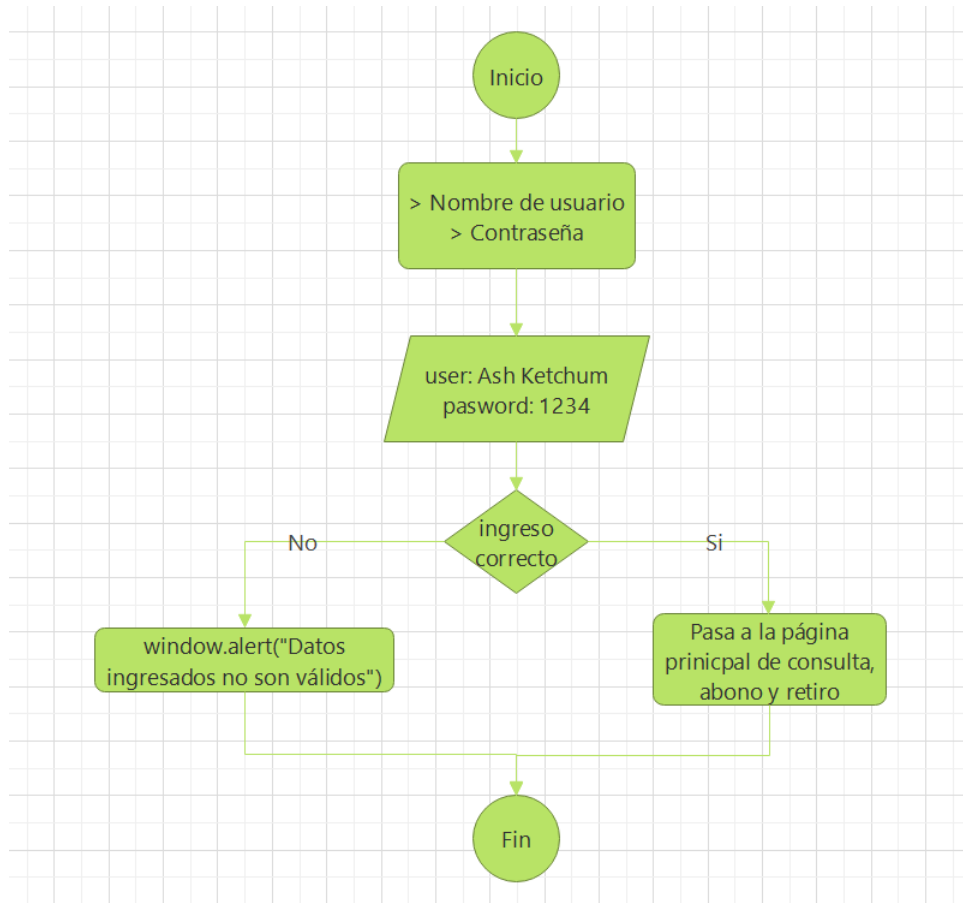 Inicio
> Nombre de usuario
> Contraseña
user: Ash Ketchum
pasword: 1234
ingreso
correcto
No
Si
window.alert("Datos
ingresados no son válidos")
Pasa a la página
prinicpal de consulta,
abono y retiro
Fin